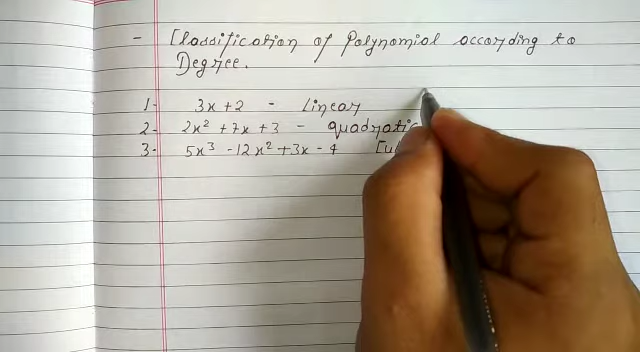 - Classification of Polynomial according to
Degree.
1- 3x+2 - Linear
2- 2x² + 7x + 3 - quadratic
3- 5x³ - 12x² + 3x - 4